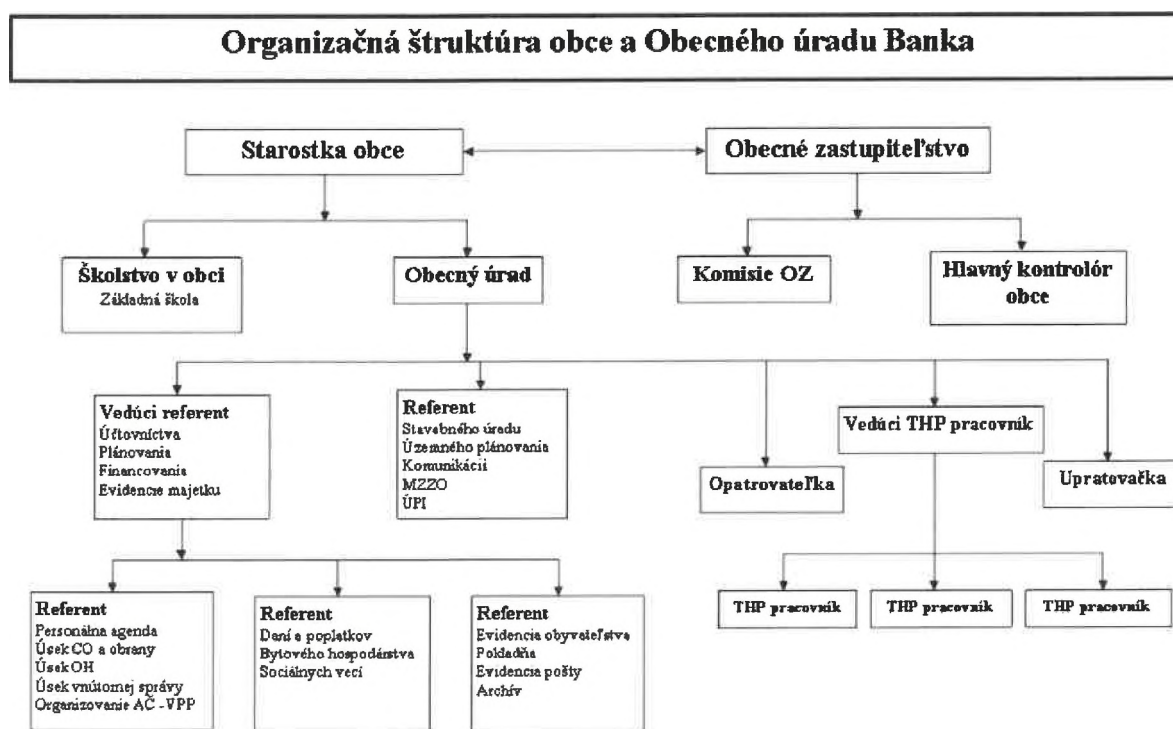 Organizačná štruktúra obce a Obecného úradu Banka
Starostka obce
Obecné zastupiteľstvo
Školstvo v obci
Základná škola
Obecný úrad
Komisie OZ
Hlavný kontrolór
obce
Vedúci referent
Účtovníctva
Plánovania
Financovania
Evidencie majetku
Referent
Stavebného úradu
Územného plánovania
Komunikácií
MZZO
ÚPI
Opatrovateľka
Vedúci THP pracovník
Upratovačka
Referent
Personálna agenda
Úsek CO a obrany
Úsek OH
Úsek vnútornej správy
Organizovanie AČ -VPP
Referent
Daní a poplatkov
Bytového hospodárstva
Sociálnych vecí
Referent
Evidencia obyvateľstva
Pokladňa
Evidencia pošty
Archív
THP pracovník
THP pracovník
THP pracovník